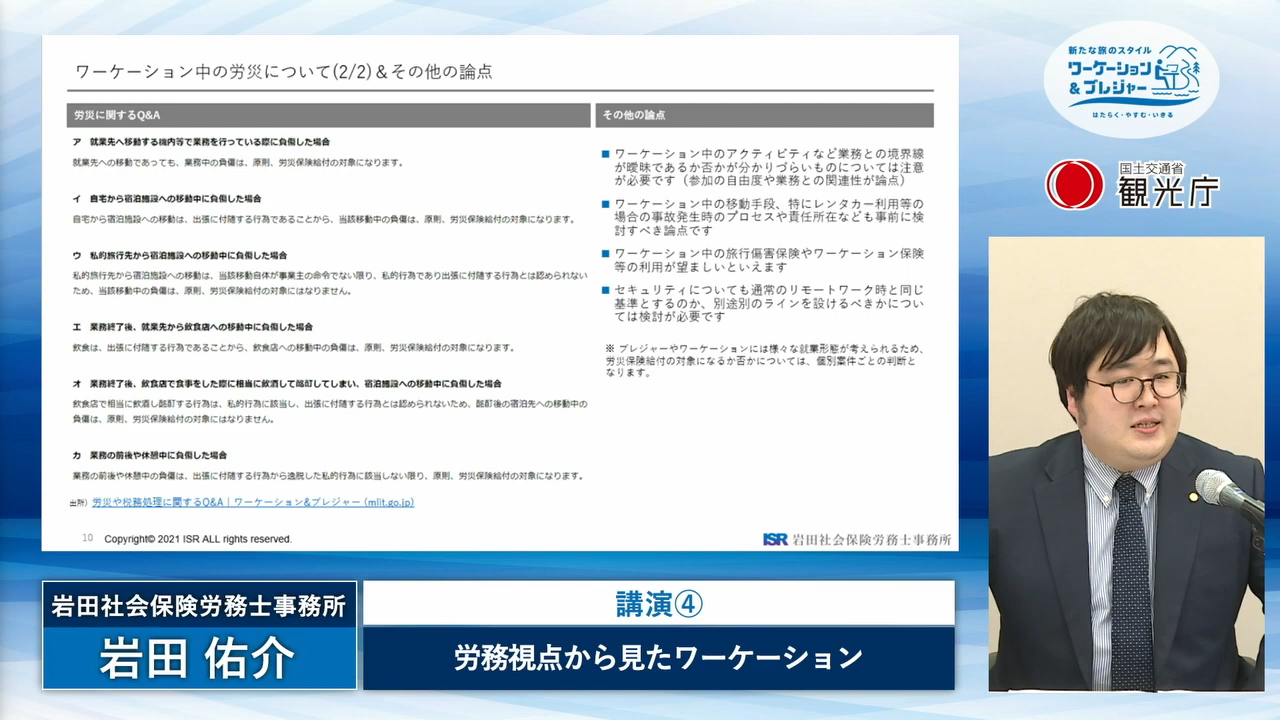 ワーケーション中の労災について(2/2)＆その他の論点
労災に関するQ&A
ア　就業先へ移動する機内等で業務を行っている際に負傷した場合
就業先への移動であっても、業務中の負傷は、原則、労災保険給付の対象になります。
イ　自宅から宿泊施設への移動中に負傷した場合
自宅から宿泊施設への移動は、出張に付随する行為であることから、当該移動中の負傷は、原則、労災保険給付の対象になります。
ウ　私的旅行先から宿泊施設への移動中に負傷した場合
私的旅行先から宿泊施設への移動は、当該移動自体が事業主の命令でない限り、私的行為であり出張に付随する行為とは認められない
ため、当該移動中の負傷は、原則、労災保険給付の対象にはなりません。
エ　業務終了後、就業先から飲食店への移動中に負傷した場合
飲食は、出張に付随する行為であることから、飲食店への移動中の負傷は、原則、労災保険給付の対象になります。
オ　業務終了後、飲食店で食事をした際に相当に飲酒して酩酊してしまい、宿泊施設への移動中に負傷した場合
飲食店で相当に飲酒し酩酊する行為は、私的行為に該当し、出張に付随する行為とは認められないため、酩酊後の宿泊先への移動中の
負傷は、原則、労災保険給付の対象にはなりません。
カ　業務の前後や休憩中に負傷した場合
業務の前後や休憩中の負傷は、出張に付随する行為から逸脱した私的行為に該当しない限り、原則、労災保険給付の対象になります。
出所）労災や税務処理に関するQ&A｜ワーケーション&ブレジャー (mlit.go.jp)
その他の論点
■ ワーケーション中のアクティビティなど業務との境界線
が曖昧であるか否かが分かりづらいものについては注意
が必要です（参加の自由度や業務との関連性が論点）
■ ワーケーション中の移動手段、特にレンタカー利用等の
場合の事故発生時のプロセスや責任所在なども事前に検
討すべき論点です
■ ワーケーション中の旅行傷害保険やワーケーション保険
等の利用が望ましいといえます
■ セキュリティについても通常のリモートワーク時と同じ
基準とするのか、別途別のラインを設けるべきかについ
ては検討が必要です
※ ブレジャーやワーケーションには様々な就業形態が考えられるため、
労災保険給付の対象になるか否かについては、個別案件ごとの判断と
なります。
10 Copyright© 2021 ISR ALL rights reserved.
ISR 岩田社会保険労務士事務所
新たな旅のスタイル
ワーケーション
＆ブレジャー
はたらく・やすむ・いきる
国土交通省
観光庁
岩田社会保険労務士事務所
岩田 佑介
講演④
労務視点から見たワーケーション